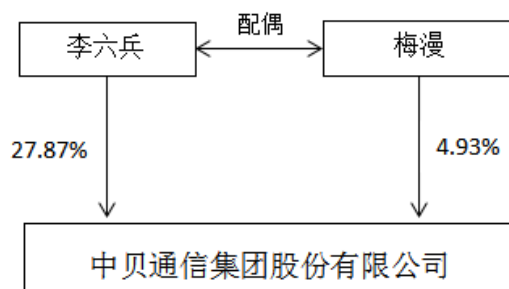 配偶
李六兵
梅漫
27.87%
4.93%
中贝通信集团股份有限公司